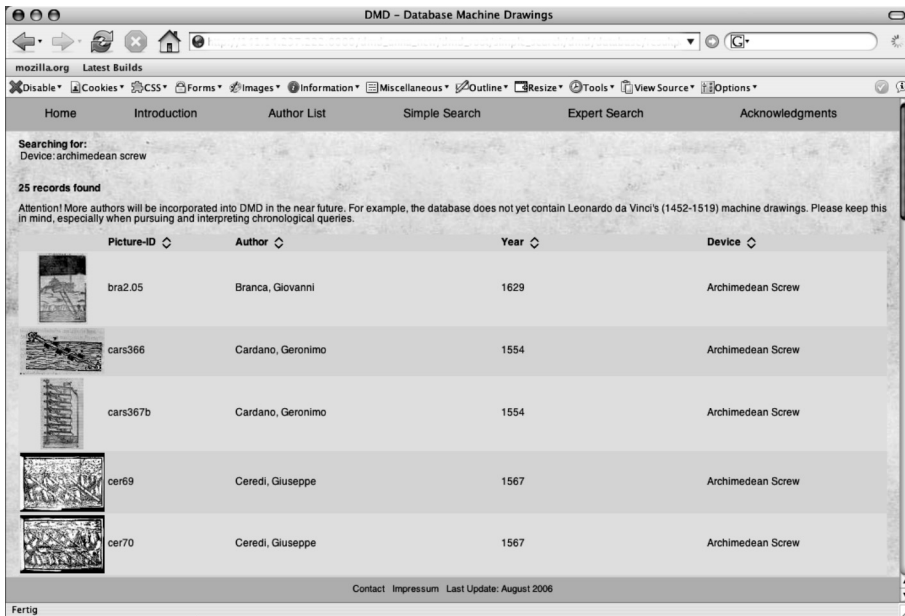 DMD – Database Machine Drawings
G
mozilla.org Latest Builds
Disable Cookies CSS Forms Images Information Miscellaneous Outline Resize Tools View Source Options
Home Introduction Author List Simple Search Expert Search Acknowledgments
Searching for:
Device: archimedean screw
25 records found
Attention! More authors will be incorporated into DMD in the near future. For example, the database does not yet contain Leonardo da Vinci's (1452-1519) machine drawings. Please keep this
in mind, especially when pursuing and interpreting chronological queries.
Picture-ID Author Year Device
bra2.05 Branca, Giovanni 1629 Archimedean Screw
cars366 Cardano, Geronimo 1554 Archimedean Screw
cars367b Cardano, Geronimo 1554 Archimedean Screw
cer69 Ceredi, Giuseppe 1567 Archimedean Screw
cer70 Ceredi, Giuseppe 1567 Archimedean Screw
Contact Impressum Last Update: August 2006
Fertig